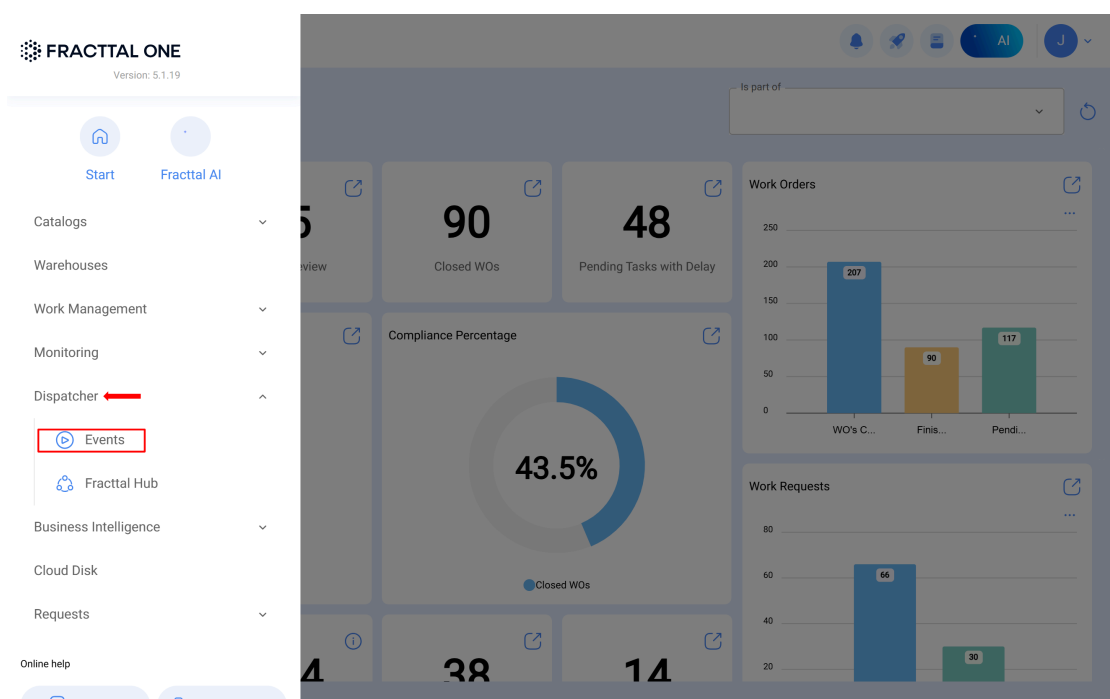 FRACTTAL ONE
Version: 5.1.19
AI
J
Is part of
Start
Fracttal AI
Catalogs
Warehouses
Work Management
Monitoring
Dispatcher
Events
Fracttal Hub
Business Intelligence
Cloud Disk
Requests
Online help
90
Closed WOs
48
Pending Tasks with Delay
Compliance Percentage
43.5%
Closed WOs
38
14
Work Orders
...
250
200
150
100
50
0
207
90
117
WO's C...
Finis...
Pendi...
Work Requests
...
80
60
40
20
66
30